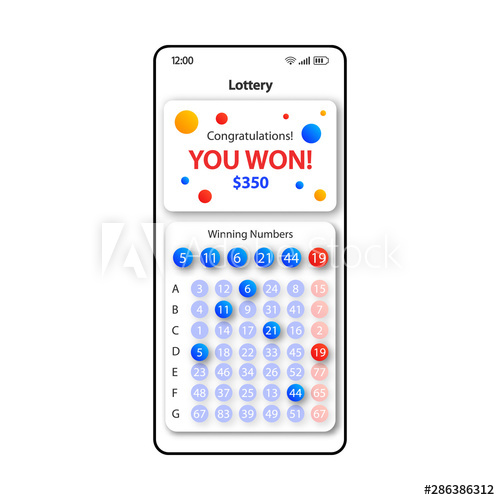 12:00
Lottery
Congratulations!
YOU WON!
$350
Winning Numbers
5 11 6 21 44 19
A 3 12 6 24 8 15
B 4 11 9 31 41 7
C 1 14 17 21 16 2
D 5 18 22 33 45 19
E 23 46 34 26 52 77
F 48 37 25 13 44 65
G 67 83 39 49 51 67
Adobe Stock
#286386312